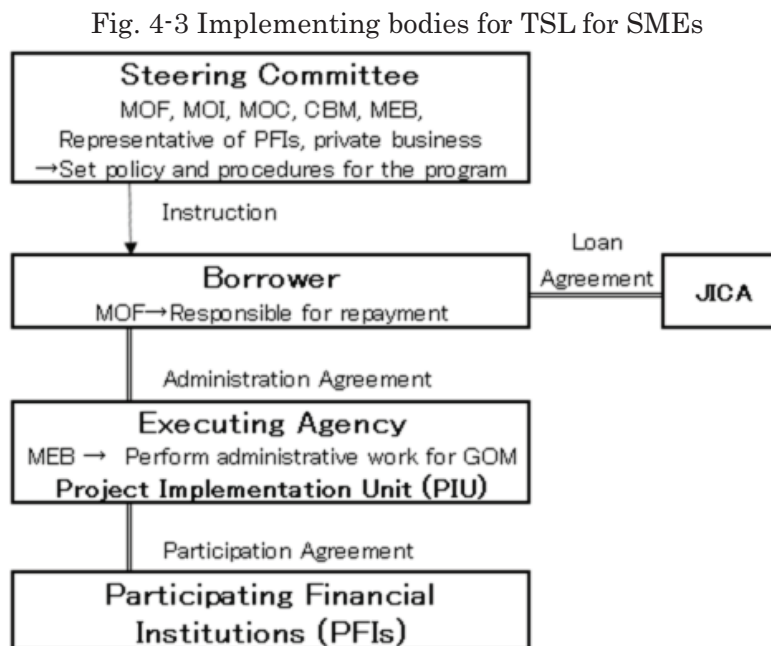 Fig. 4-3 Implementing bodies for TSL for SMEs
Steering Committee
MOF, MOI, MOC, CBM, MEB,
Representative of PFIs, private business
→Set policy and procedures for the program
Instruction
Borrower
MOF→Responsible for repayment
Loan
Agreement
JICA
Administration Agreement
Executing Agency
MEB → Perform administrative work for GOM
Project Implementation Unit (PIU)
Participation Agreement
Participating Financial
Institutions (PFIs)